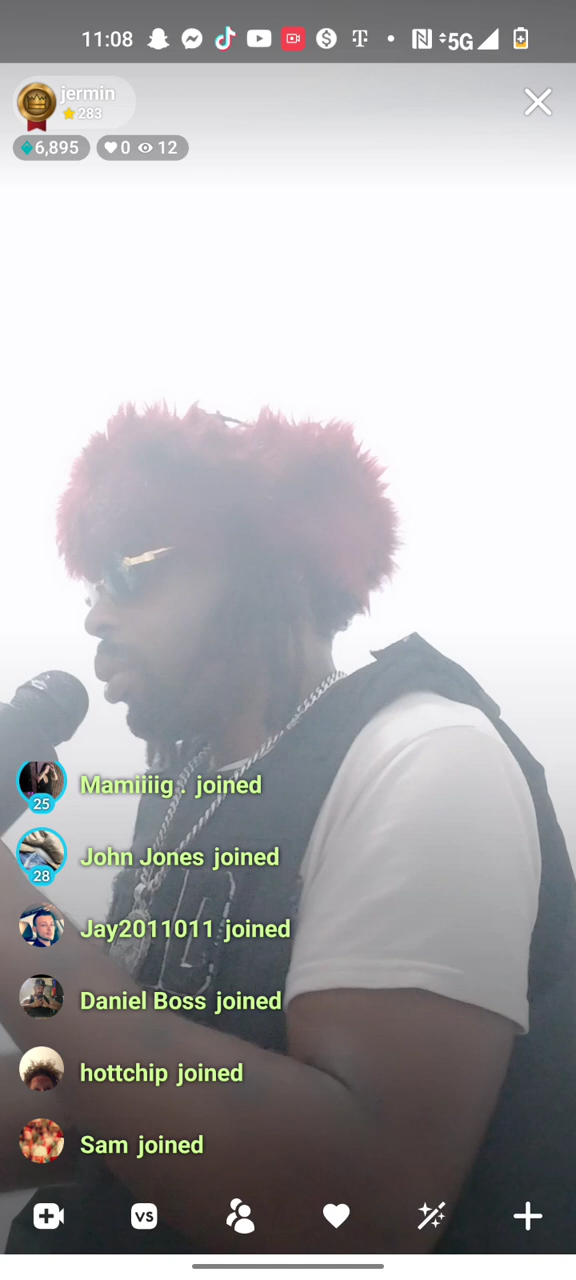 11:08
5G
jermin
283
6,895
0 12
Mamiiiig . joined
25
John Jones joined
28
Jay2011011 joined
Daniel Boss joined
hottchip joined
Sam joined
VS